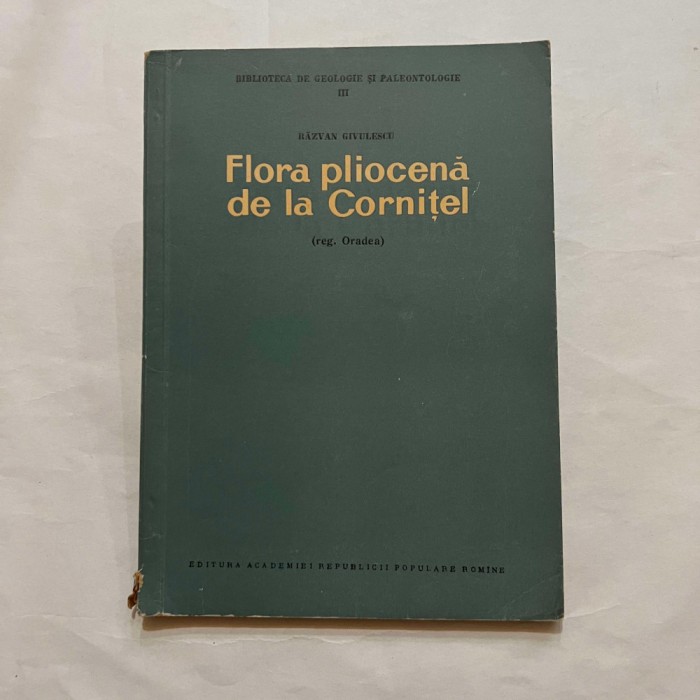 BIBLIOTECA DE GEOLOGIE ȘI PALEONTOLOGIE
III
RĂZVAN GIVULESCU
Flora pliocenă
de la Cornițel
(reg. Oradea)
EDITURA ACADEMIEI REPUBLICII POPULARE ROMÎNE